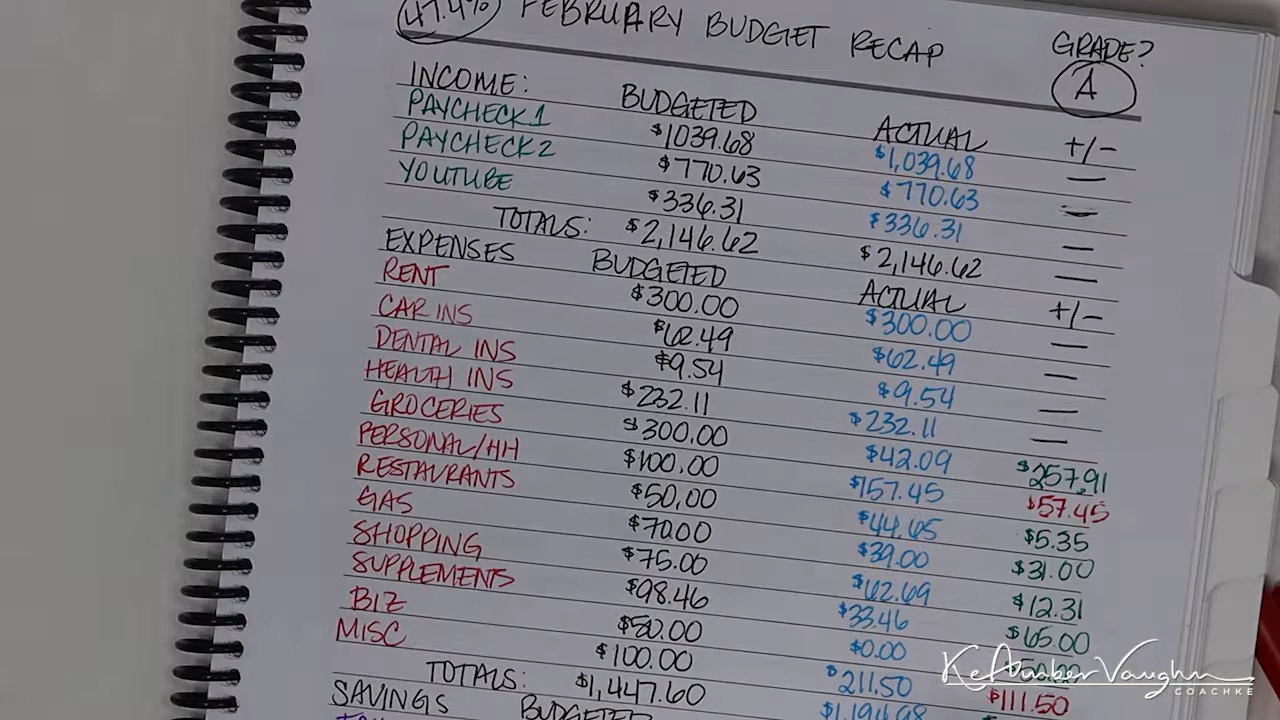 47.4% FEBRUARY BUDGET RECAP GRADE?
A
INCOME: BUDGETED ACTUAL +/-
PAYCHECK 1 $1039.68 $1,039.68 —
PAYCHECK 2 $770.63 $770.63 —
YOUTUBE $336.31 $336.31 —
TOTALS: $2,146.62 $2,146.62 —
EXPENSES BUDGETED ACTUAL +/-
RENT $300.00 $300.00 —
CAR INS $62.49 $62.49 —
DENTAL INS $9.54 $9.54 —
HEALTH INS $232.11 $232.11 —
GROCERIES $300.00 $42.09 $257.91
PERSONAL/HH $100.00 $157.45 $57.45
RESTAURANTS $50.00 $44.65 $5.35
GAS $70.00 $39.00 $31.00
SHOPPING $75.00 $62.69 $12.31
SUPPLEMENTS $98.46 $33.46 $65.00
BIZ $50.00 $0.00
MISC $100.00 $211.50 $111.50
TOTALS: $1,447.60
SAVINGS BUDGETED
KeAmber Vaughn
COACHKE